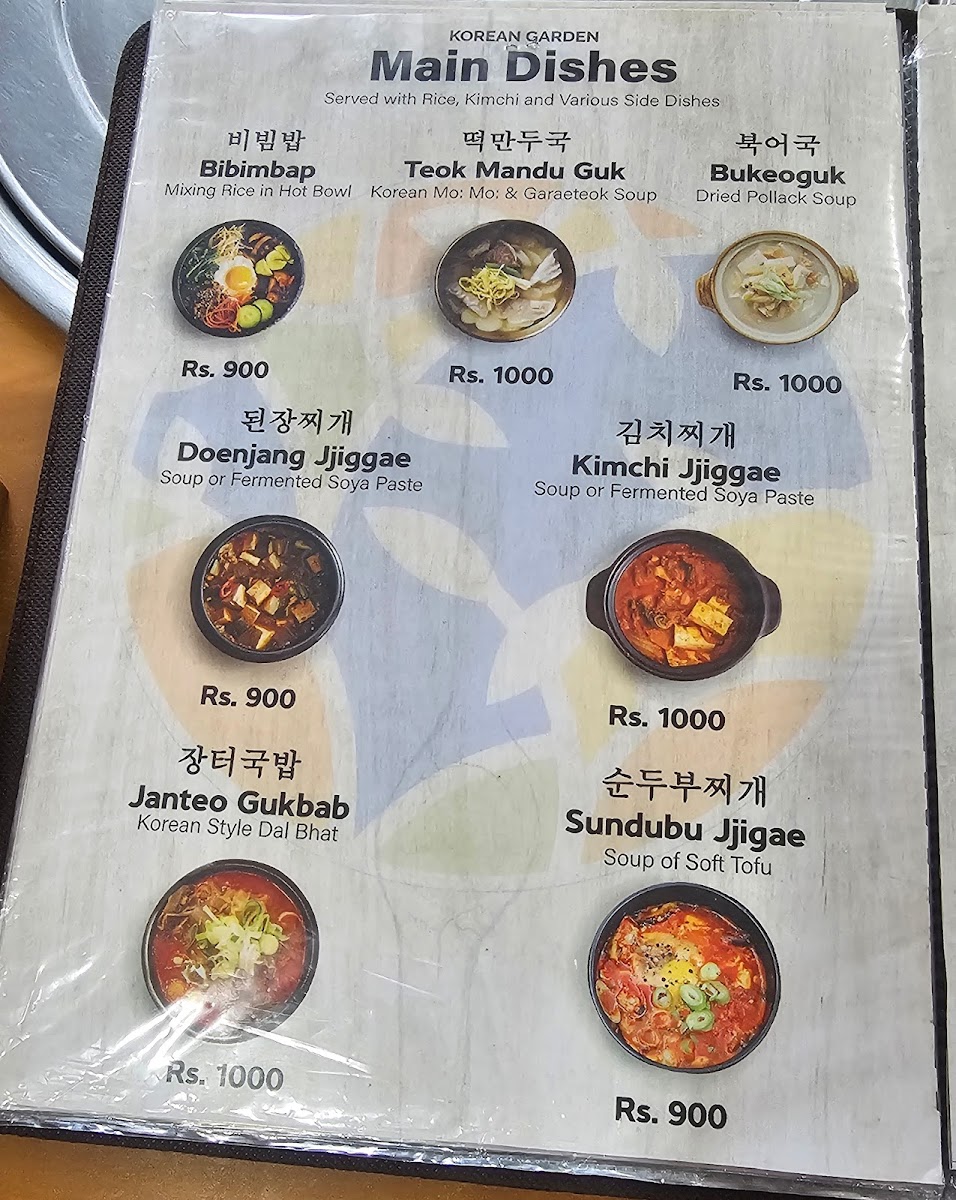 KOREAN GARDEN
Main Dishes
Served with Rice, Kimchi and Various Side Dishes
비빔밥
Bibimbap
Mixing Rice in Hot Bowl
Rs. 900
떡만두국
Teok Mandu Guk
Korean Mo: Mo: & Garaeteok Soup
Rs. 1000
북어국
Bukeoguk
Dried Pollack Soup
Rs. 1000
된장찌개
Doenjang Jjiggae
Soup or Fermented Soya Paste
Rs. 900
김치찌개
Kimchi Jjiggae
Soup or Fermented Soya Paste
Rs. 1000
장터국밥
Janteo Gukbab
Korean Style Dal Bhat
Rs. 1000
순두부찌개
Sundubu Jjigae
Soup of Soft Tofu
Rs. 900